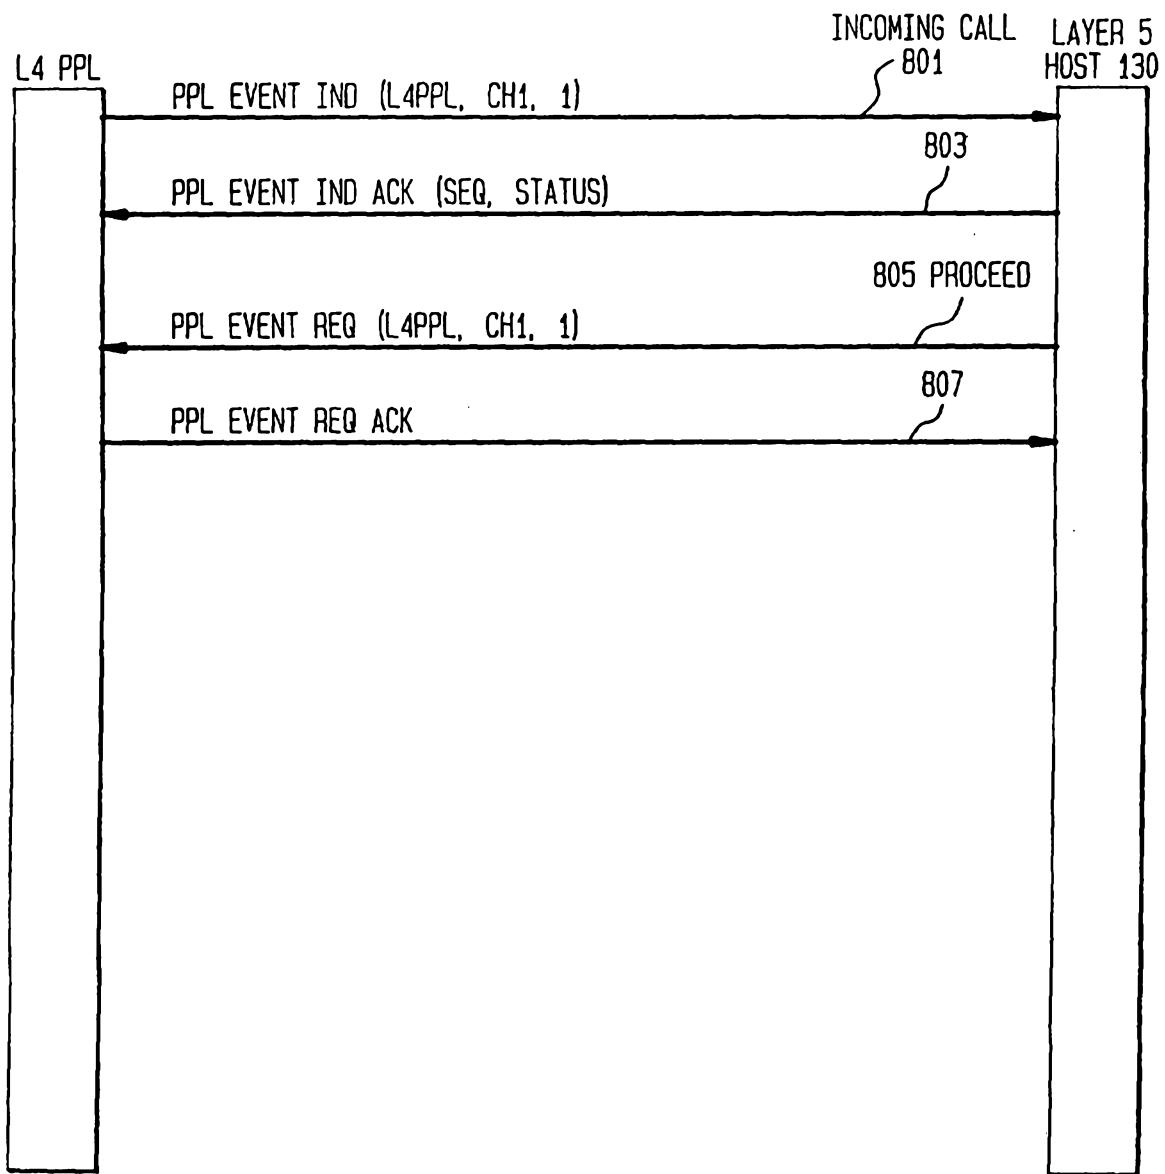 INCOMING CALL
801
LAYER 5
HOST 130
L4 PPL
PPL EVENT IND (L4PPL, CH1, 1)
803
PPL EVENT IND ACK (SEQ, STATUS)
805 PROCEED
PPL EVENT REQ (L4PPL, CH1, 1)
807
PPL EVENT REQ ACK